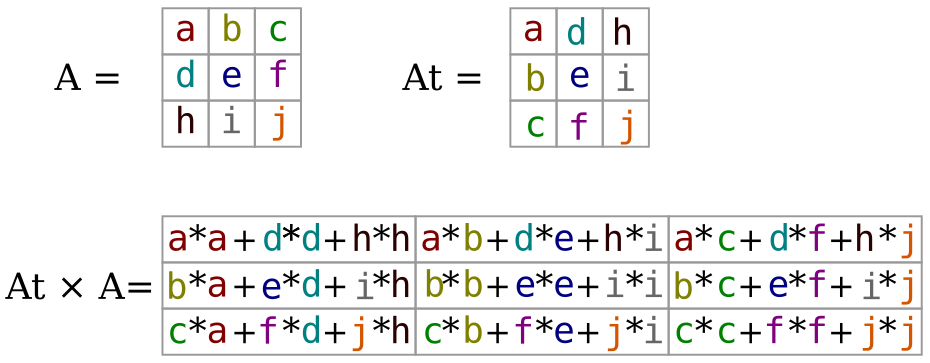 a b c a d h
A = d e f At = b e i
h i j c f j
a*a+d*d+h*h a*b+d*e+h*i a*c+d*f+h*j
At × A= b*a+e*d+i*h b*b+e*e+i*i b*c+e*f+i*j
c*a+f*d+j*h c*b+f*e+j*i c*c+f*f+j*j